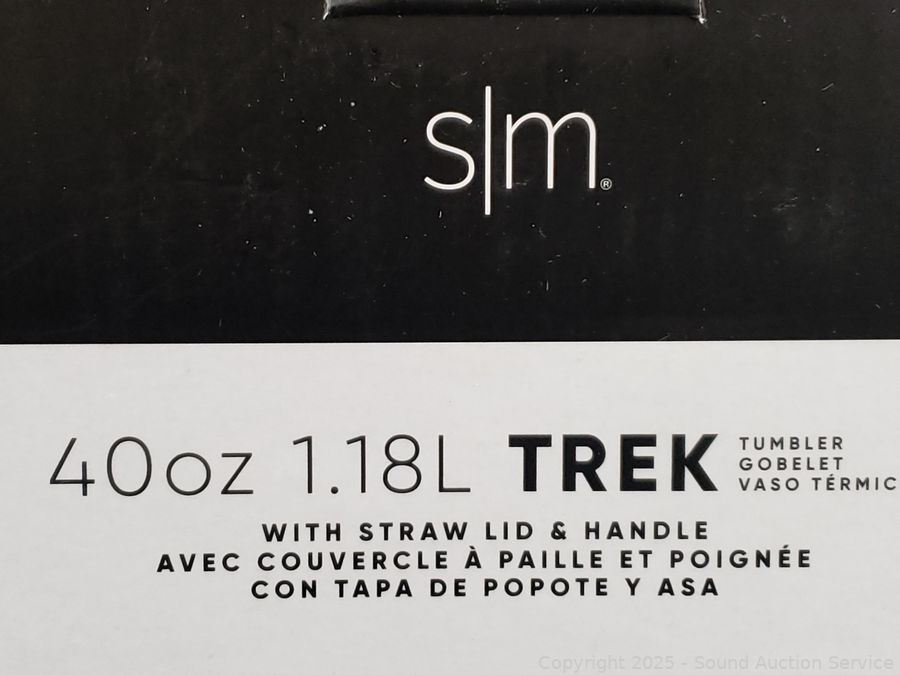 s|m®
40oz 1.18L TREK TUMBLER
GOBELET
VASO TÉRMIC
WITH STRAW LID & HANDLE
AVEC COUVERCLE À PAILLE ET POIGNÉE
CON TAPA DE POPOTE Y ASA
Copyright 2025 - Sound Auction Service